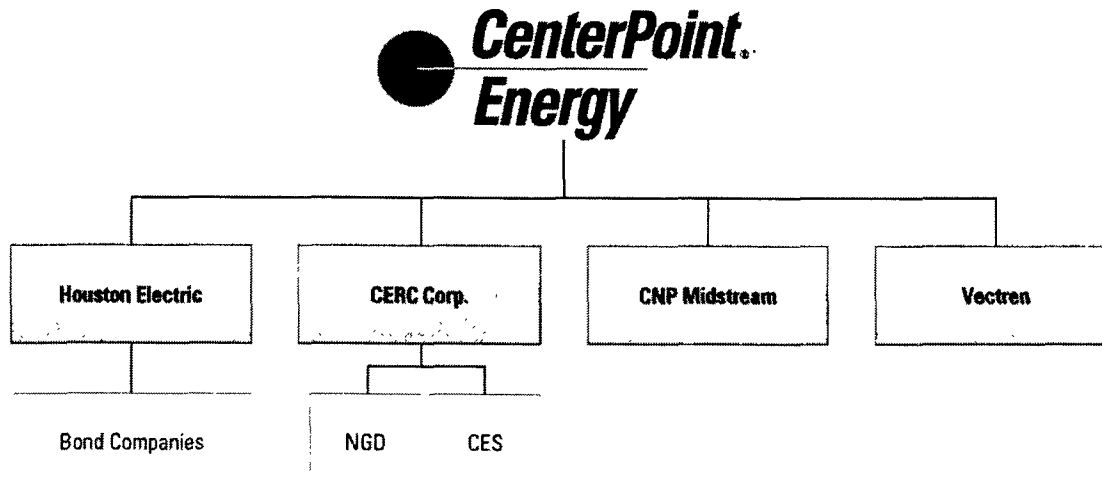 CenterPoint®
Energy
Houston Electric
CERC Corp.
CNP Midstream
Vectren
Bond Companies
NGD
CES